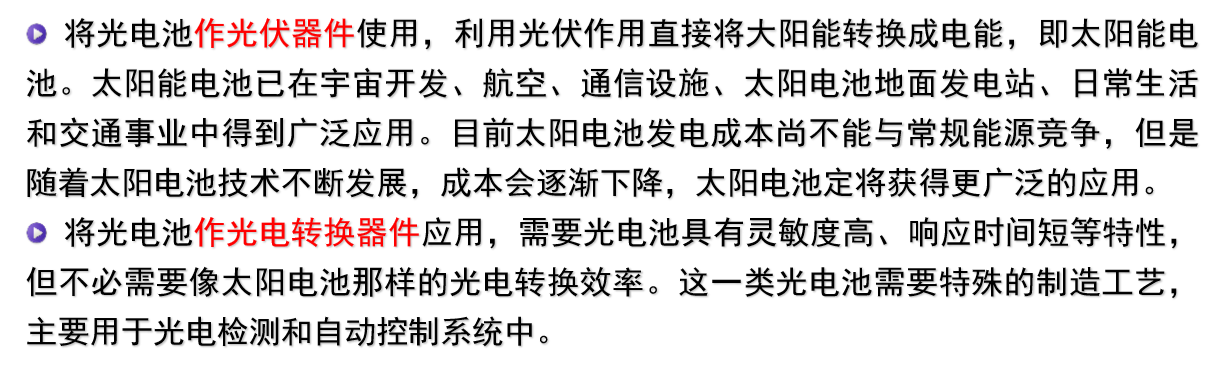 将光电池作光伏器件使用，利用光伏作用直接将大阳能转换成电能，即太阳能电
池。太阳能电池已在宇宙开发、航空、通信设施、太阳电池地面发电站、日常生活
和交通事业中得到广泛应用。目前太阳电池发电成本尚不能与常规能源竞争，但是
随着太阳电池技术不断发展，成本会逐渐下降，太阳电池定将获得更广泛的应用。
将光电池作光电转换器件应用，需要光电池具有灵敏度高、响应时间短等特性，
但不必需要像太阳电池那样的光电转换效率。这一类光电池需要特殊的制造工艺，
主要用于光电检测和自动控制系统中。